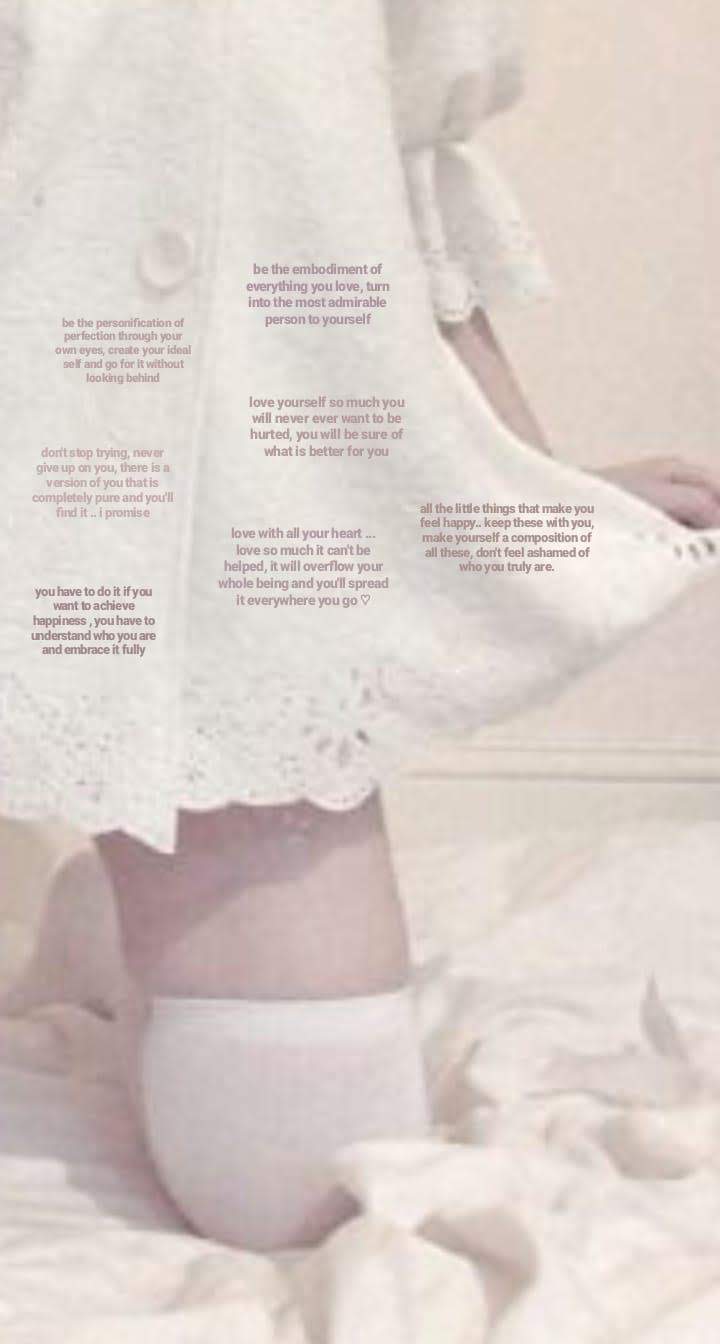 be the embodiment of
everything you love, turn
into the most admirable
person to yourself
be the personification of
perfection through your
own eyes, create your ideal
self and go for it without
looking behind
love yourself so much you
will never ever want to be
hurted, you will be sure of
what is better for you
don't stop trying, never
give up on you, there is a
version of you that is
completely pure and you'll
find it .. i promise
all the little things that make you
feel happy.. keep these with you,
make yourself a composition of
all these, don't feel ashamed of
who you truly are.
love with all your heart ...
love so much it can't be
helped, it will overflow your
whole being and you'll spread
it everywhere you go ♡
you have to do it if you
want to achieve
happiness , you have to
understand who you are
and embrace it fully